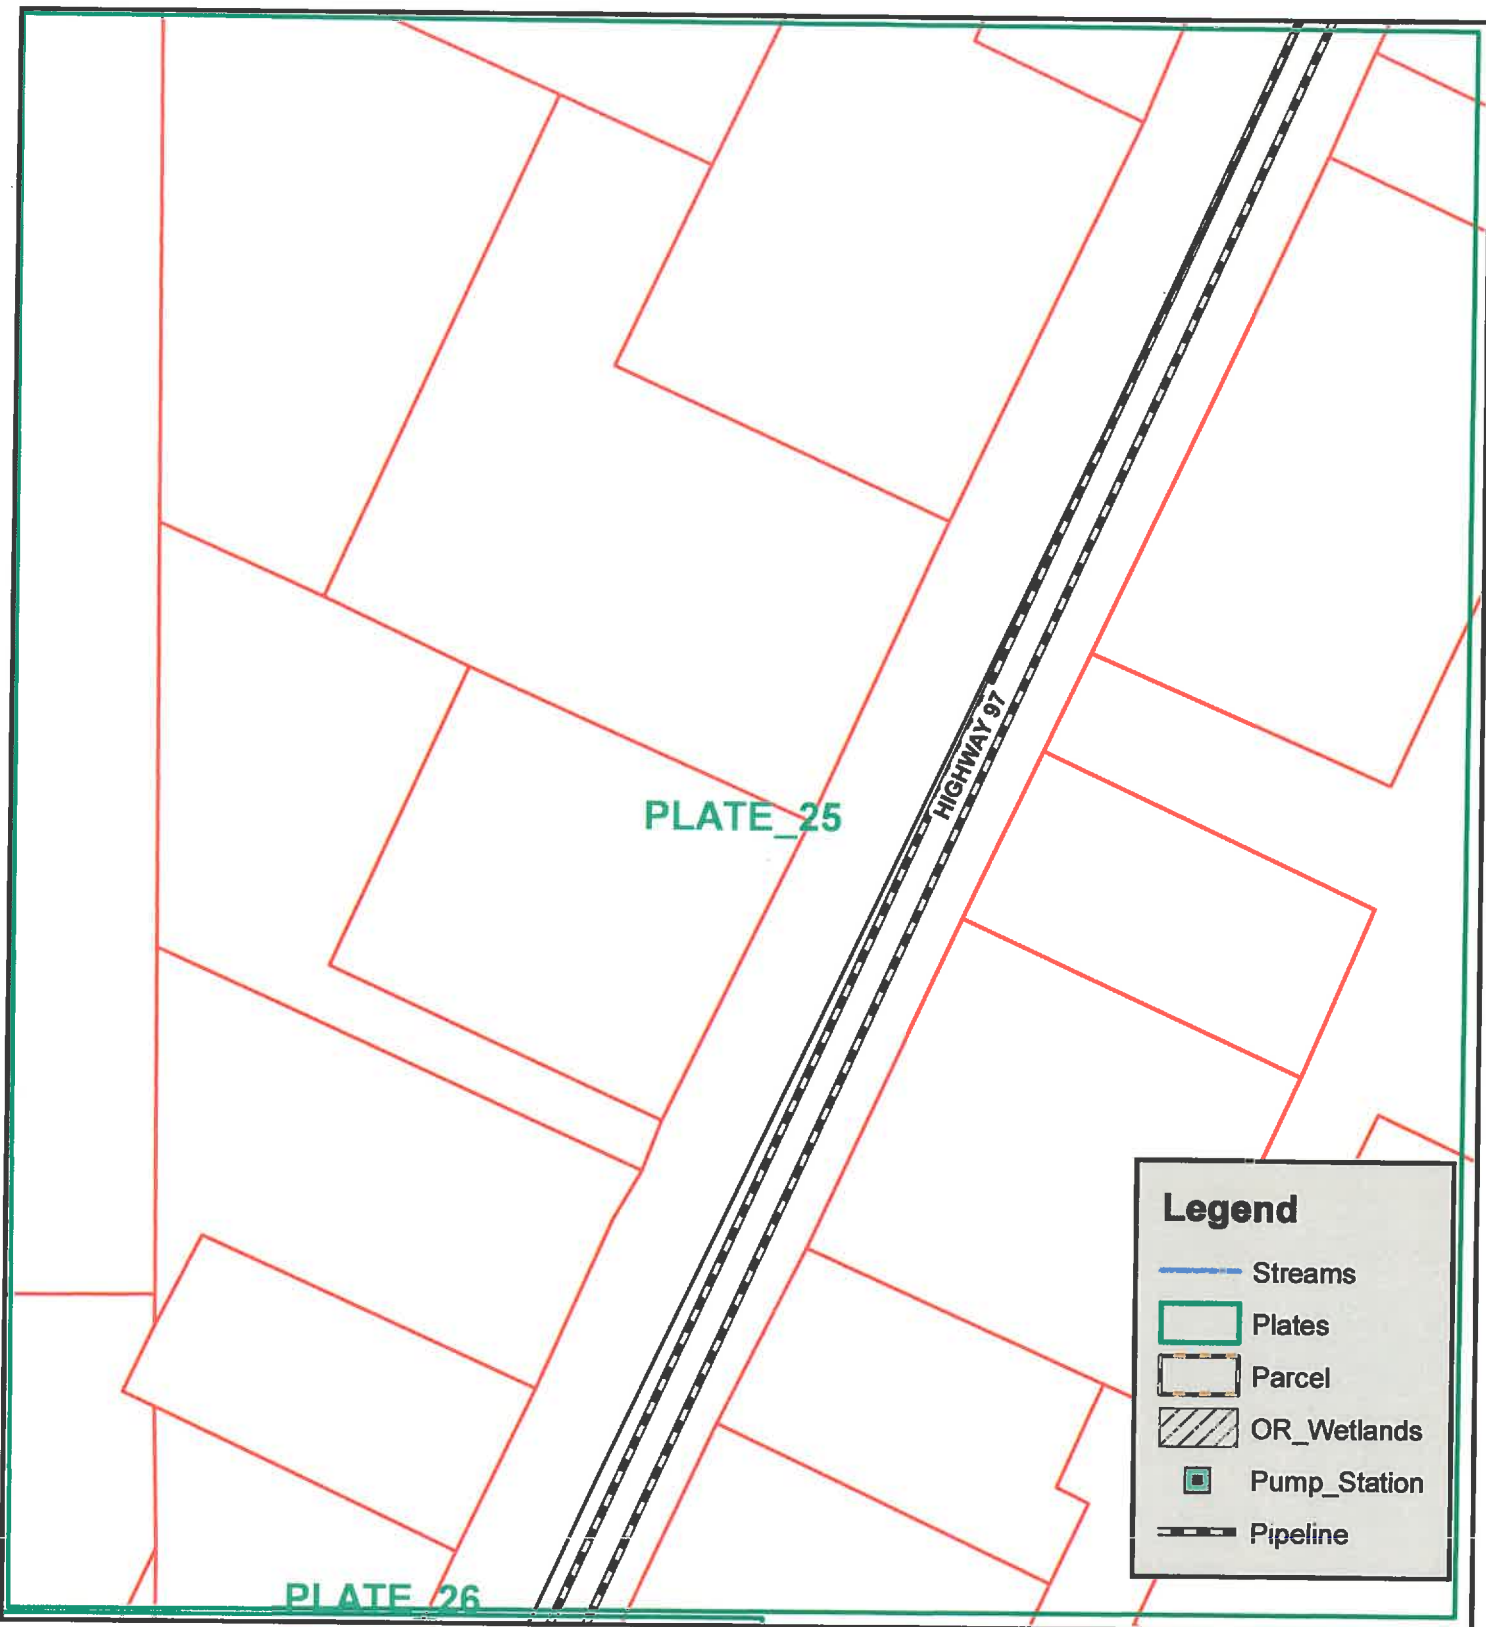 HIGHWAY 97
PLATE_25
Legend
Streams
Plates
Parcel
OR_Wetlands
Pump_Station
Pipeline
PLATE_26